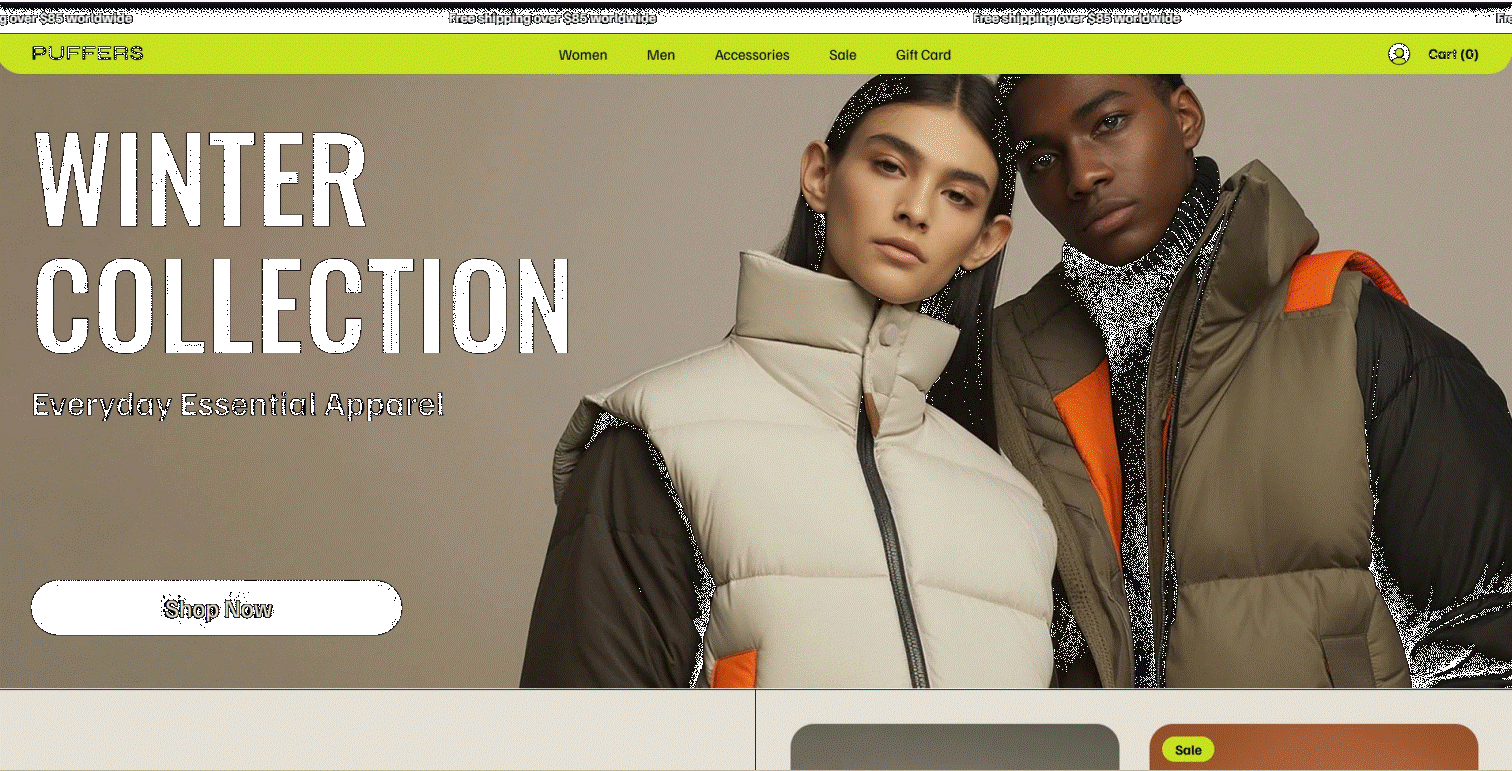 g over $85 worldwide Free shipping over $85 worldwide Free shipping over $85 worldwide Fre
PUFFERS Women Men Accessories Sale Gift Card Cart (0)
WINTER
COLLECTION
Everyday Essential Apparel
Shop Now
Sale